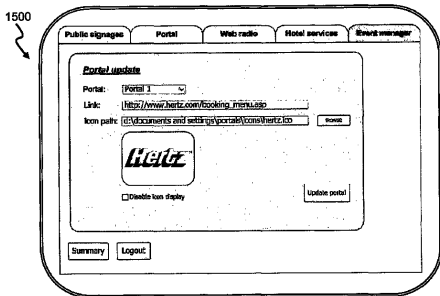 1500
Public signages Portal Web radio Hotel services Event manager
Portal update
Portal: Portal 1
Link: http://www.hertz.com/booking_menu.asp
Icon path: d:\documents and settings\portals\icons\hertz.ico
Hertz
Disable icon display
Update portal
Summary Logout